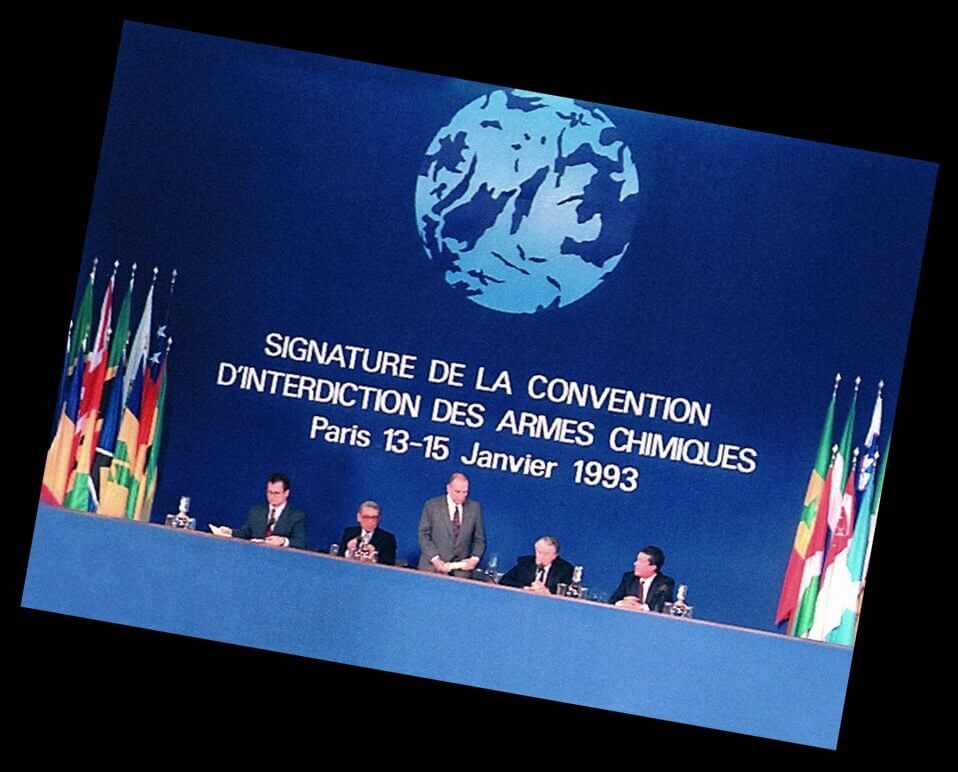 SIGNATURE DE LA CONVENTION
D'INTERDICTION DES ARMES CHIMIQUES
Paris 13-15 Janvier 1993